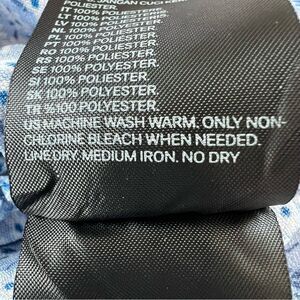 POLIESTER.
IT 100% POLIESTERE.
LT 100% POLIESTERIS.
LV 100% POLIESTERS.
NL 100% POLYESTER.
PL 100% POLIESTER.
PT 100% POLIESTER.
RO 100% POLIESTER.
RS 100% POLIESTER.
SE 100% POLYESTER.
SI 100% POLIESTER.
SK 100% POLYESTER.
TR %100 POLYESTER.
US MACHINE WASH WARM. ONLY NON-
CHLORINE BLEACH WHEN NEEDED.
LINE DRY. MEDIUM IRON. NO DRY